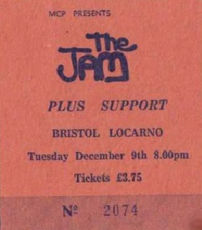 MCP PRESENTS
The
JAM
PLUS SUPPORT
BRISTOL LOCARNO
Tuesday December 9th 8.00pm
Tickets £3.75
Nº 2074